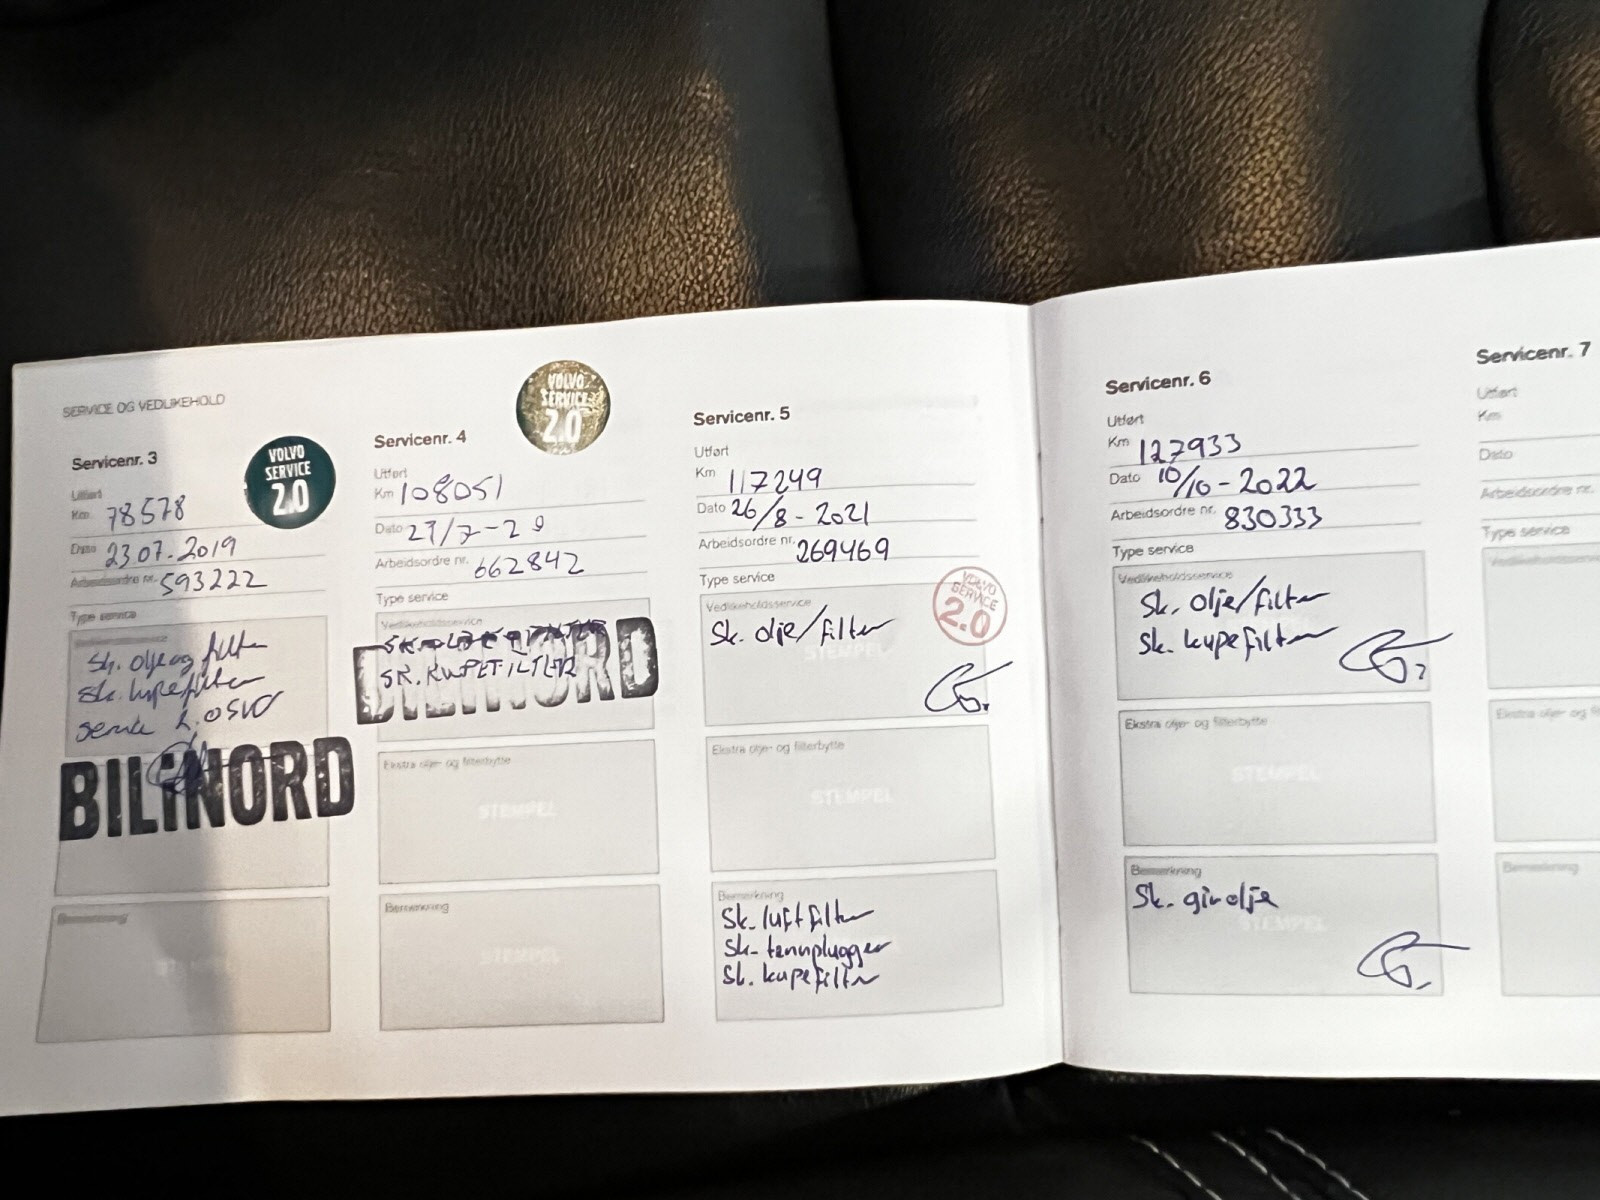 SERVICE OG VEDLIKEHOLD
Servicenr. 3
VOLVO
SERVICE
2.0
Utført
Km. 78578
Dato 23.07.2019
Arbeidsordre nr. 593222
Type service
Vedlikeholdsservice
Sk. olje og filter
Sk. kupefilter
service
BILINORD
Bemerkning
Servicenr. 4
VOLVO
SERVICE
2.0
Utført
Km 108051
Dato 27/7-20
Arbeidsordre nr. 662842
Type service
Vedlikeholdsservice
SK. OLJE FILTER
SK. KUPEFILTER
BILINORD
Ekstra olje- og filterbytte
STEMPEL
Bemerkning
STEMPEL
Servicenr. 5
Utført
Km 117249
Dato 26/8-2021
Arbeidsordre nr. 269469
Type service
Vedlikeholdsservice
VOLVO
SERVICE
2.0
Sk. olje/filter
STEMPEL
Ekstra olje- og filterbytte
STEMPEL
Bemerkning
Sk. luftfilter
Sk. tennplugger
Sk. kupefilter
Servicenr. 6
Utført
Km 127933
Dato 10/10-2022
Arbeidsordre nr. 830333
Type service
Vedlikeholdsservice
Sk. olje/filter
Sk. kupefilter
Ekstra olje- og filterbytte
STEMPEL
Bemerkning
Sk. girolje
STEMPEL
Servicenr. 7
Utført
Km
Dato
Arbeidsordre nr.
Type service
Vedlikeholdsservice
Ekstra olje- og
Bemerkning